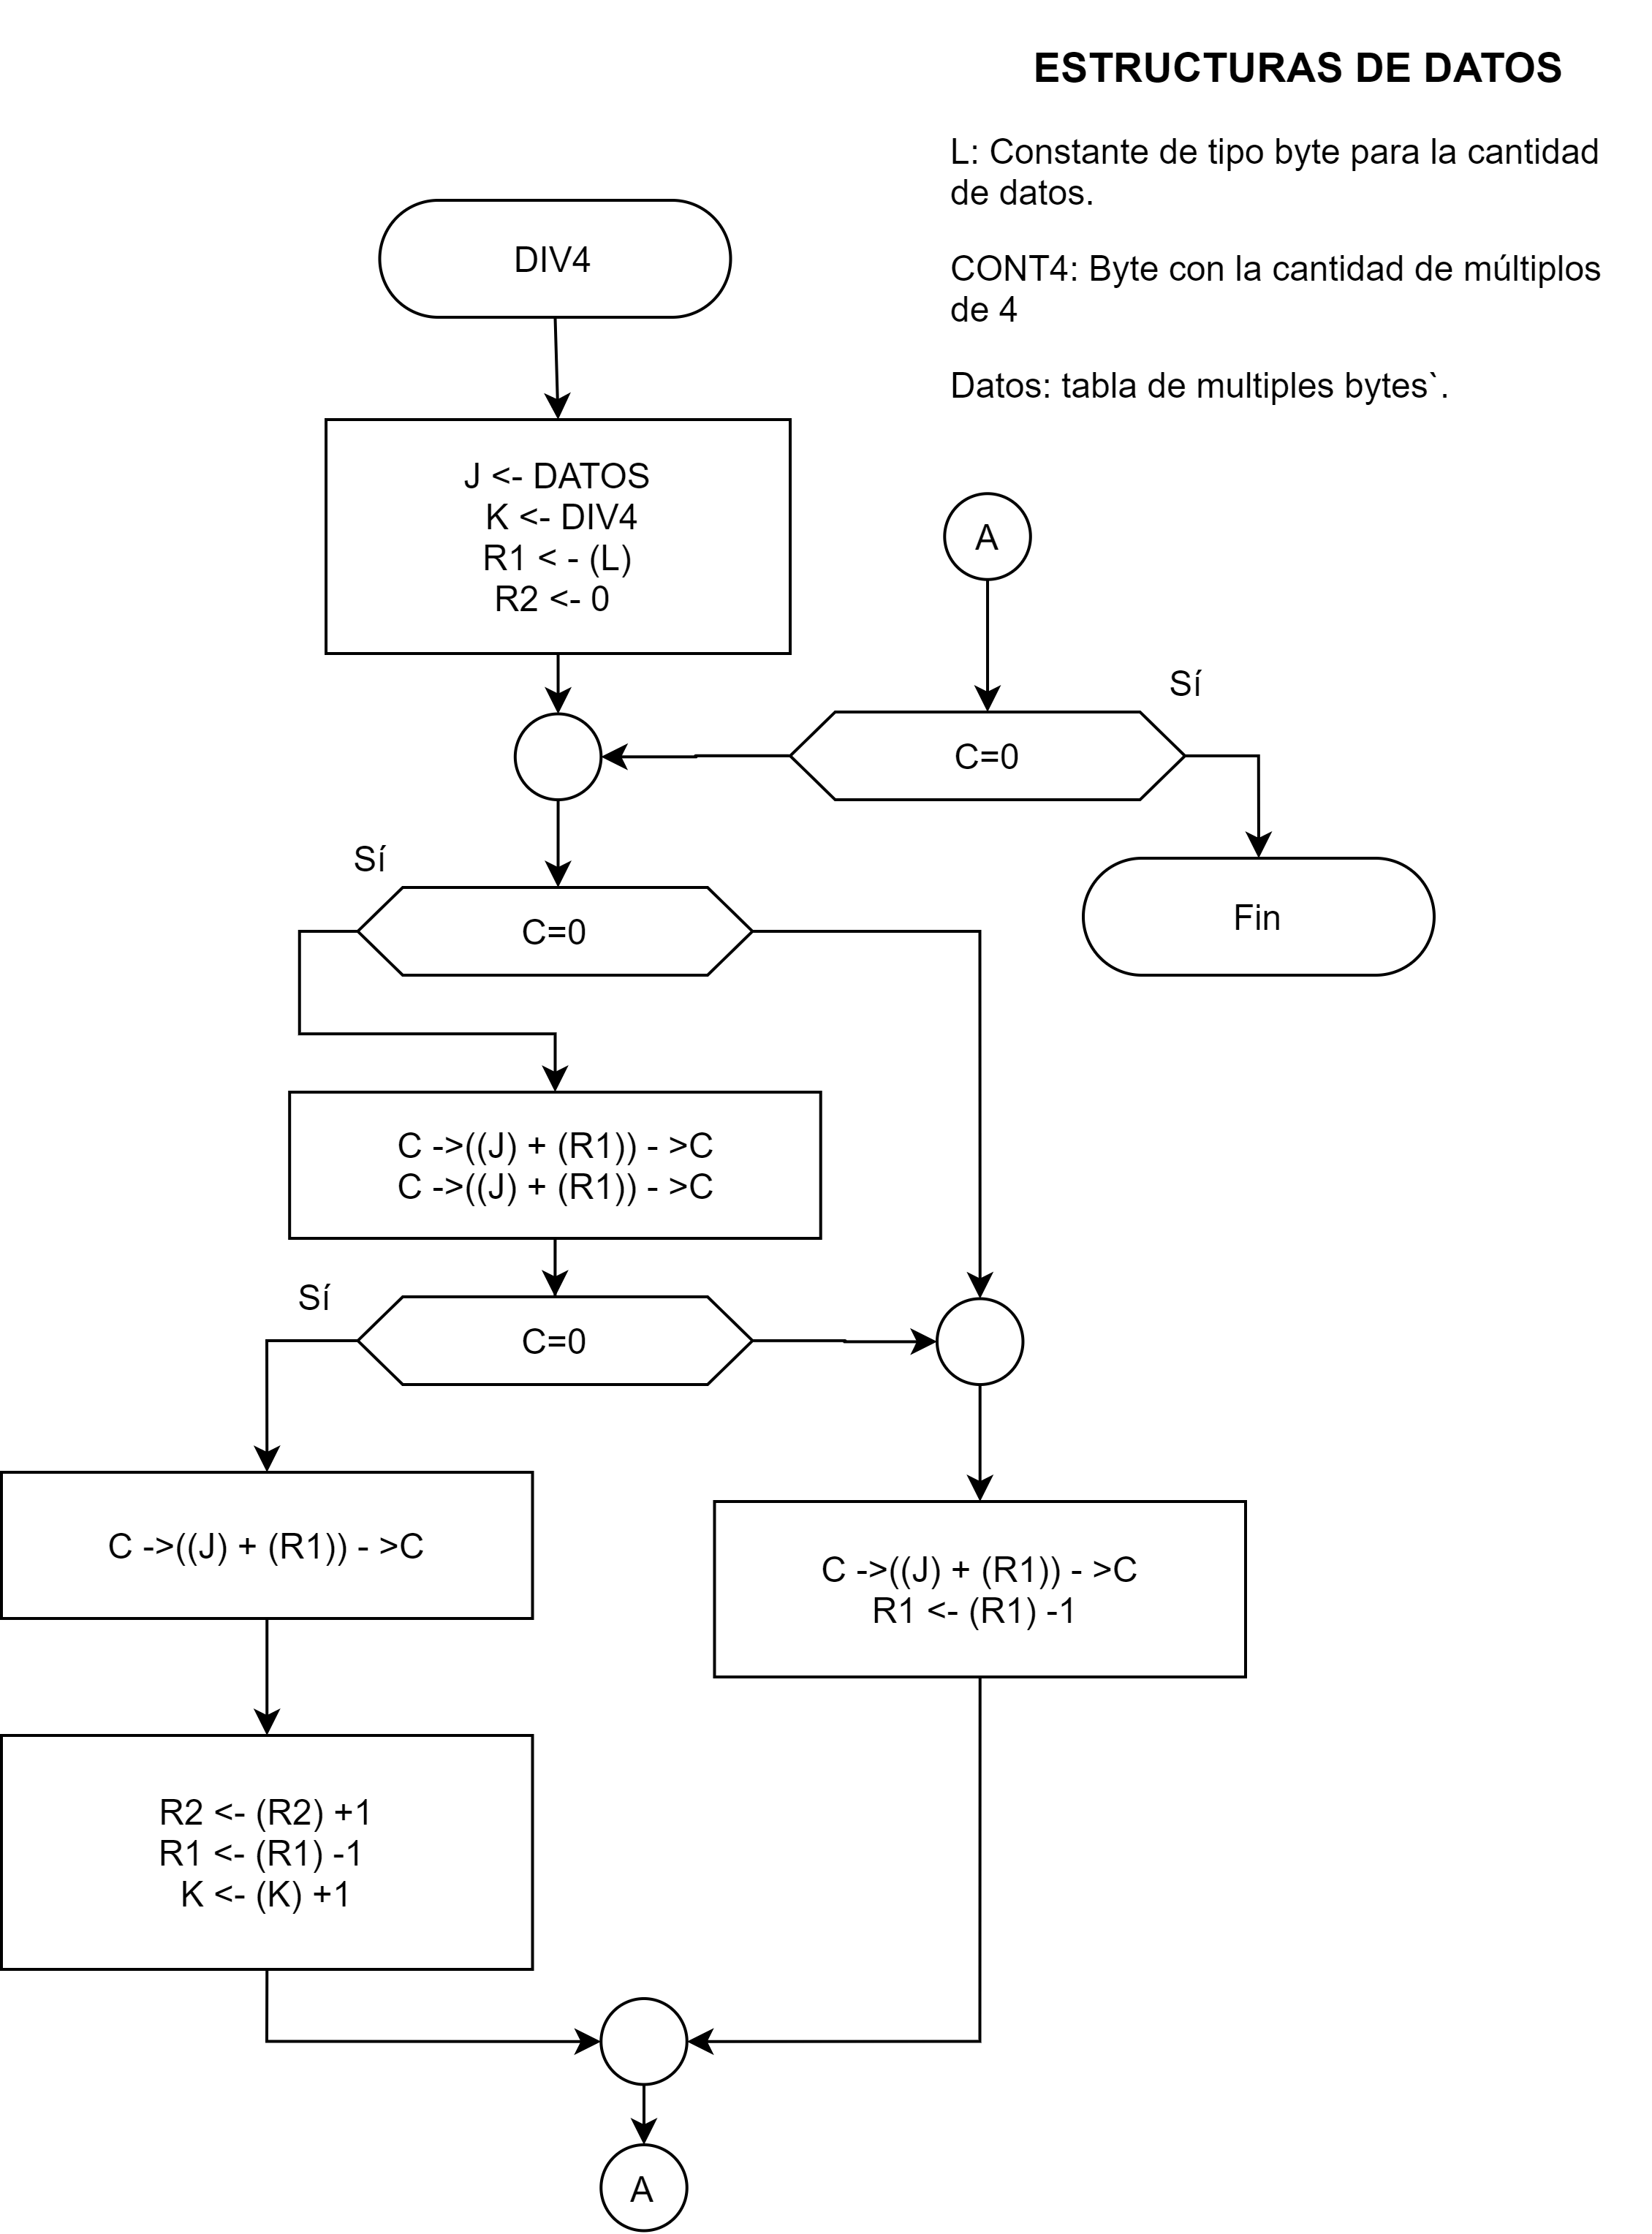 ESTRUCTURAS DE DATOS
L: Constante de tipo byte para la cantidad
de datos.
CONT4: Byte con la cantidad de múltiplos
de 4
Datos: tabla de multiples bytes`.
DIV4
J <- DATOS
K <- DIV4
R1 < - (L)
R2 <- 0
A
Sí
C=0
Fin
Sí
C=0
C ->((J) + (R1)) - >C
C ->((J) + (R1)) - >C
Sí
C=0
C ->((J) + (R1)) - >C
C ->((J) + (R1)) - >C
R1 <- (R1) -1
R2 <- (R2) +1
R1 <- (R1) -1
K <- (K) +1
A